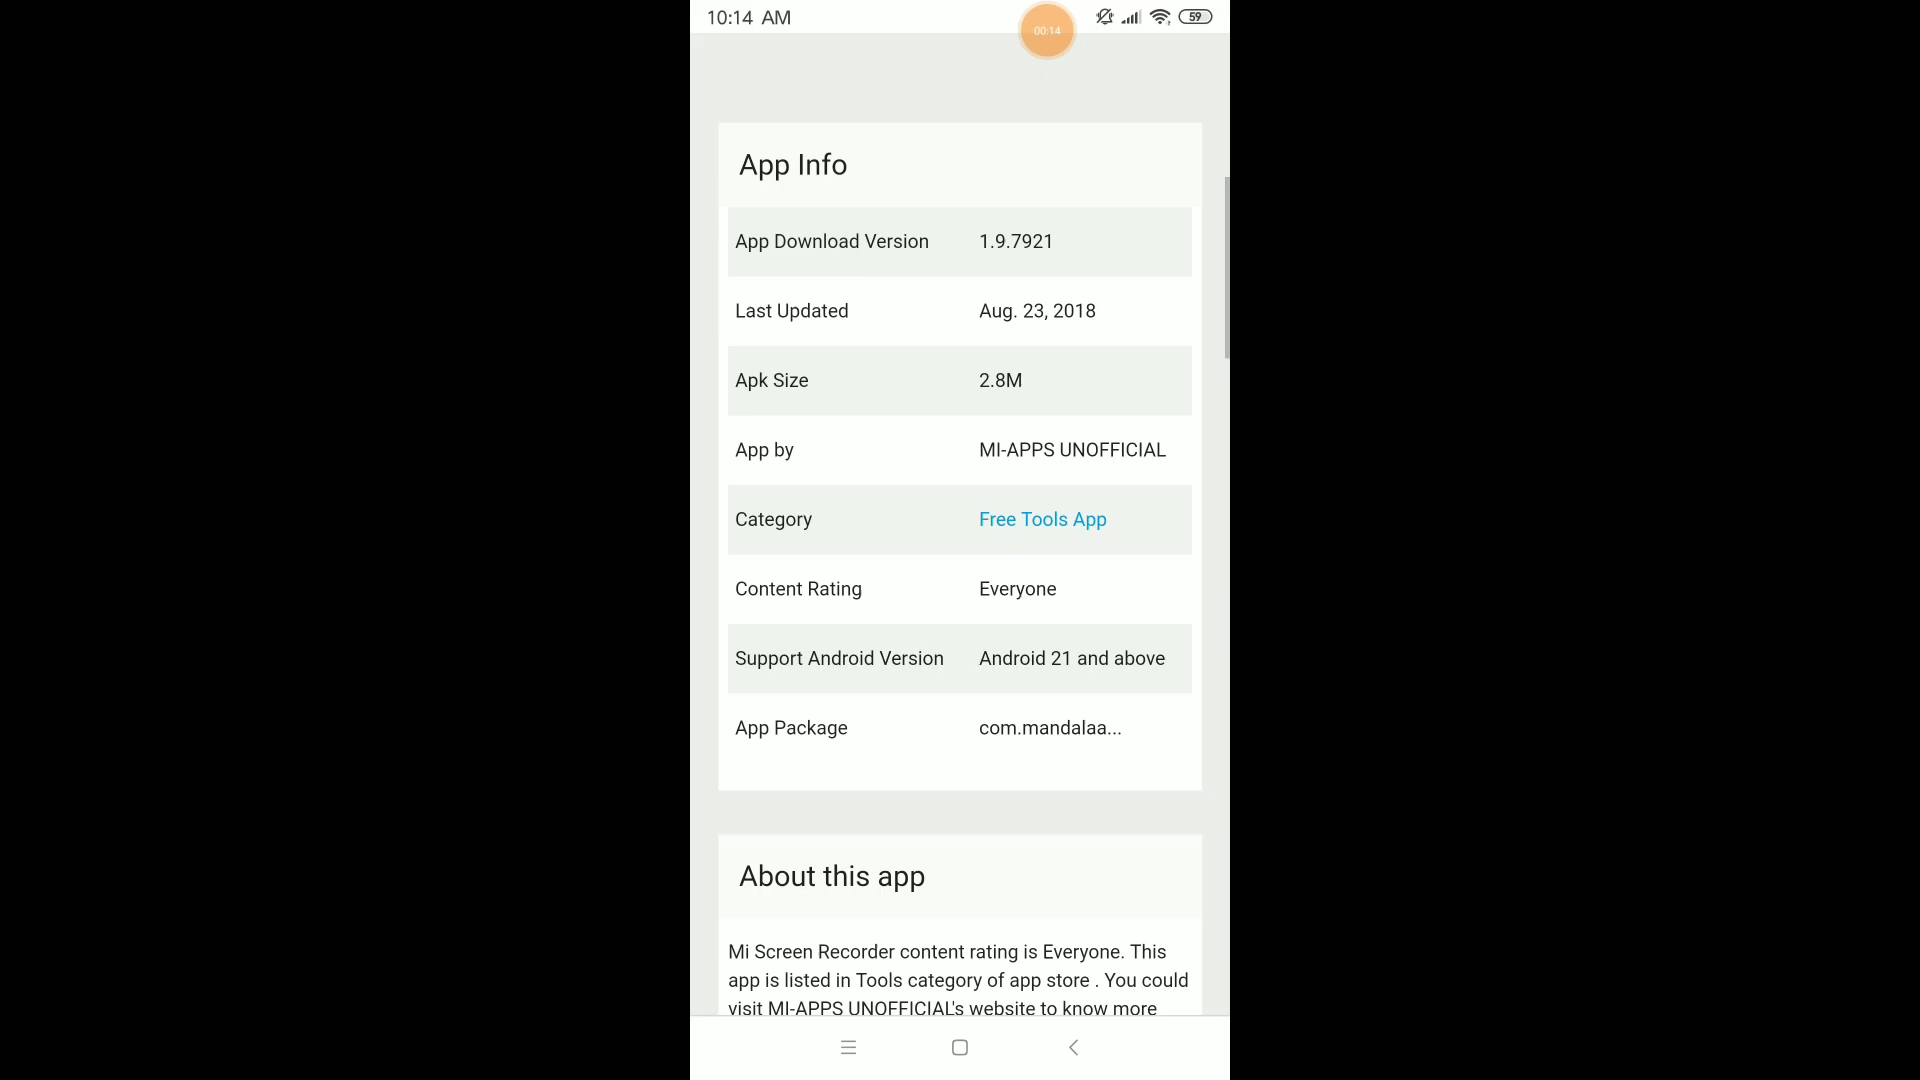 10:14 AM
00:14
59
App Info
App Download Version 1.9.7921
Last Updated Aug. 23, 2018
Apk Size 2.8M
App by MI-APPS UNOFFICIAL
Category Free Tools App
Content Rating Everyone
Support Android Version Android 21 and above
App Package com.mandalaa...
About this app
Mi Screen Recorder content rating is Everyone. This
app is listed in Tools category of app store . You could
visit MI-APPS UNOFFICIAL's website to know more